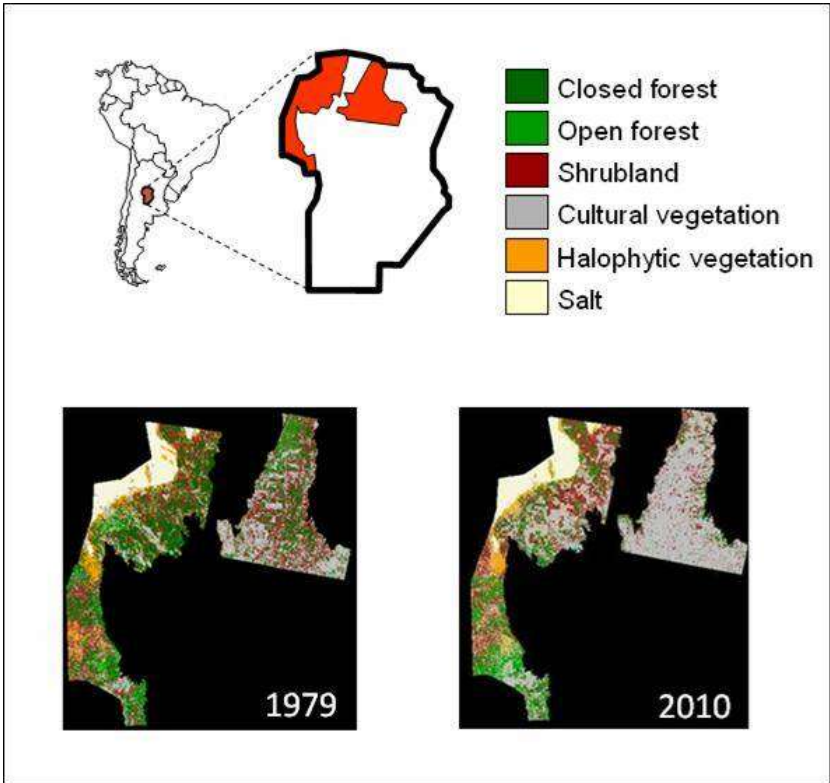 Closed forest
Open forest
Shrubland
Cultural vegetation
Halophytic vegetation
Salt
1979
2010